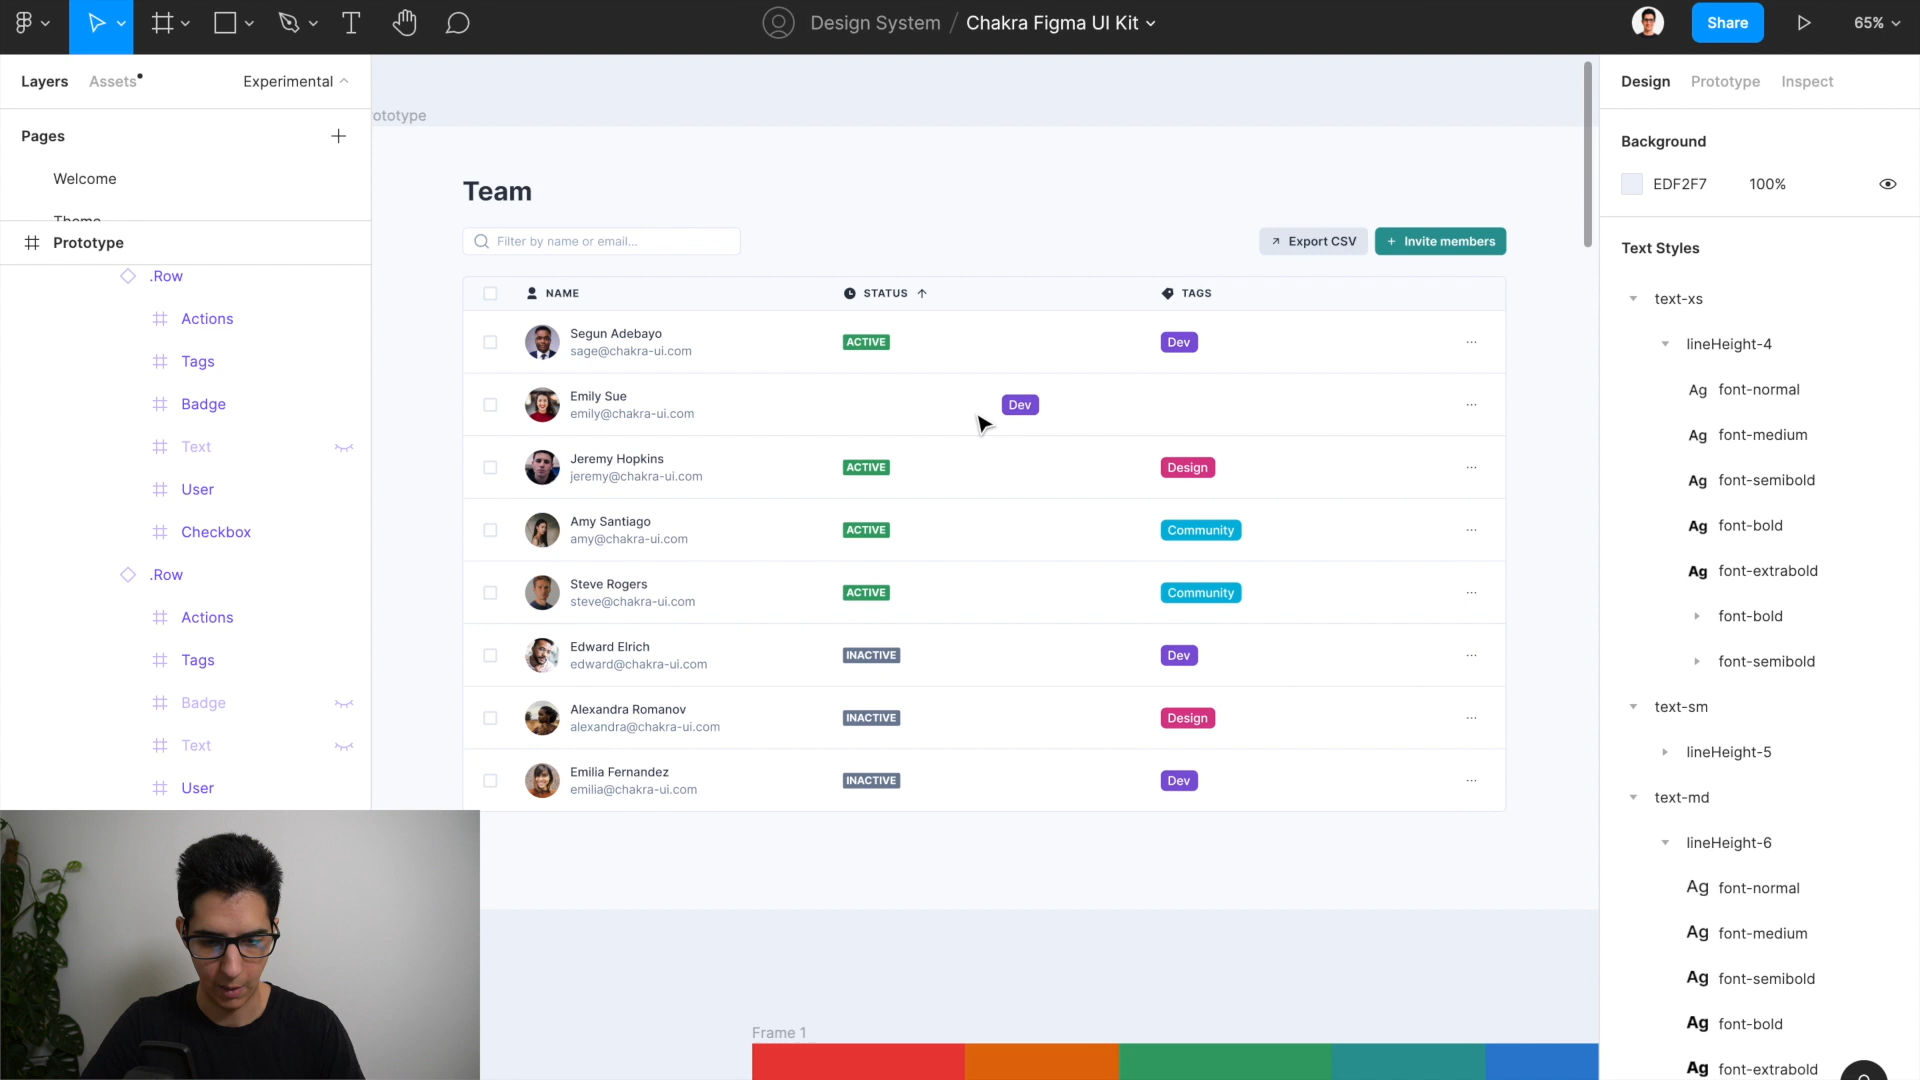 Design System / Chakra Figma UI Kit
Share
65%
Layers
Assets
Experimental
Pages
Welcome
Theme
Prototype
.Row
Actions
Tags
Badge
Text
User
Checkbox
.Row
Actions
Tags
Badge
Text
User
ototype
Team
Filter by name or email...
Export CSV
+ Invite members
NAME
STATUS
TAGS
Segun Adebayo
sage@chakra-ui.com
ACTIVE
Dev
...
Emily Sue
emily@chakra-ui.com
Dev
...
Jeremy Hopkins
jeremy@chakra-ui.com
ACTIVE
Design
...
Amy Santiago
amy@chakra-ui.com
ACTIVE
Community
...
Steve Rogers
steve@chakra-ui.com
ACTIVE
Community
...
Edward Elrich
edward@chakra-ui.com
INACTIVE
Dev
...
Alexandra Romanov
alexandra@chakra-ui.com
INACTIVE
Design
...
Emilia Fernandez
emilia@chakra-ui.com
INACTIVE
Dev
...
Frame 1
Design
Prototype
Inspect
Background
EDF2F7
100%
Text Styles
text-xs
lineHeight-4
Ag font-normal
Ag font-medium
Ag font-semibold
Ag font-bold
Ag font-extrabold
font-bold
font-semibold
text-sm
lineHeight-5
text-md
lineHeight-6
Ag font-normal
Ag font-medium
Ag font-semibold
Ag font-bold
Ag font-extrabold